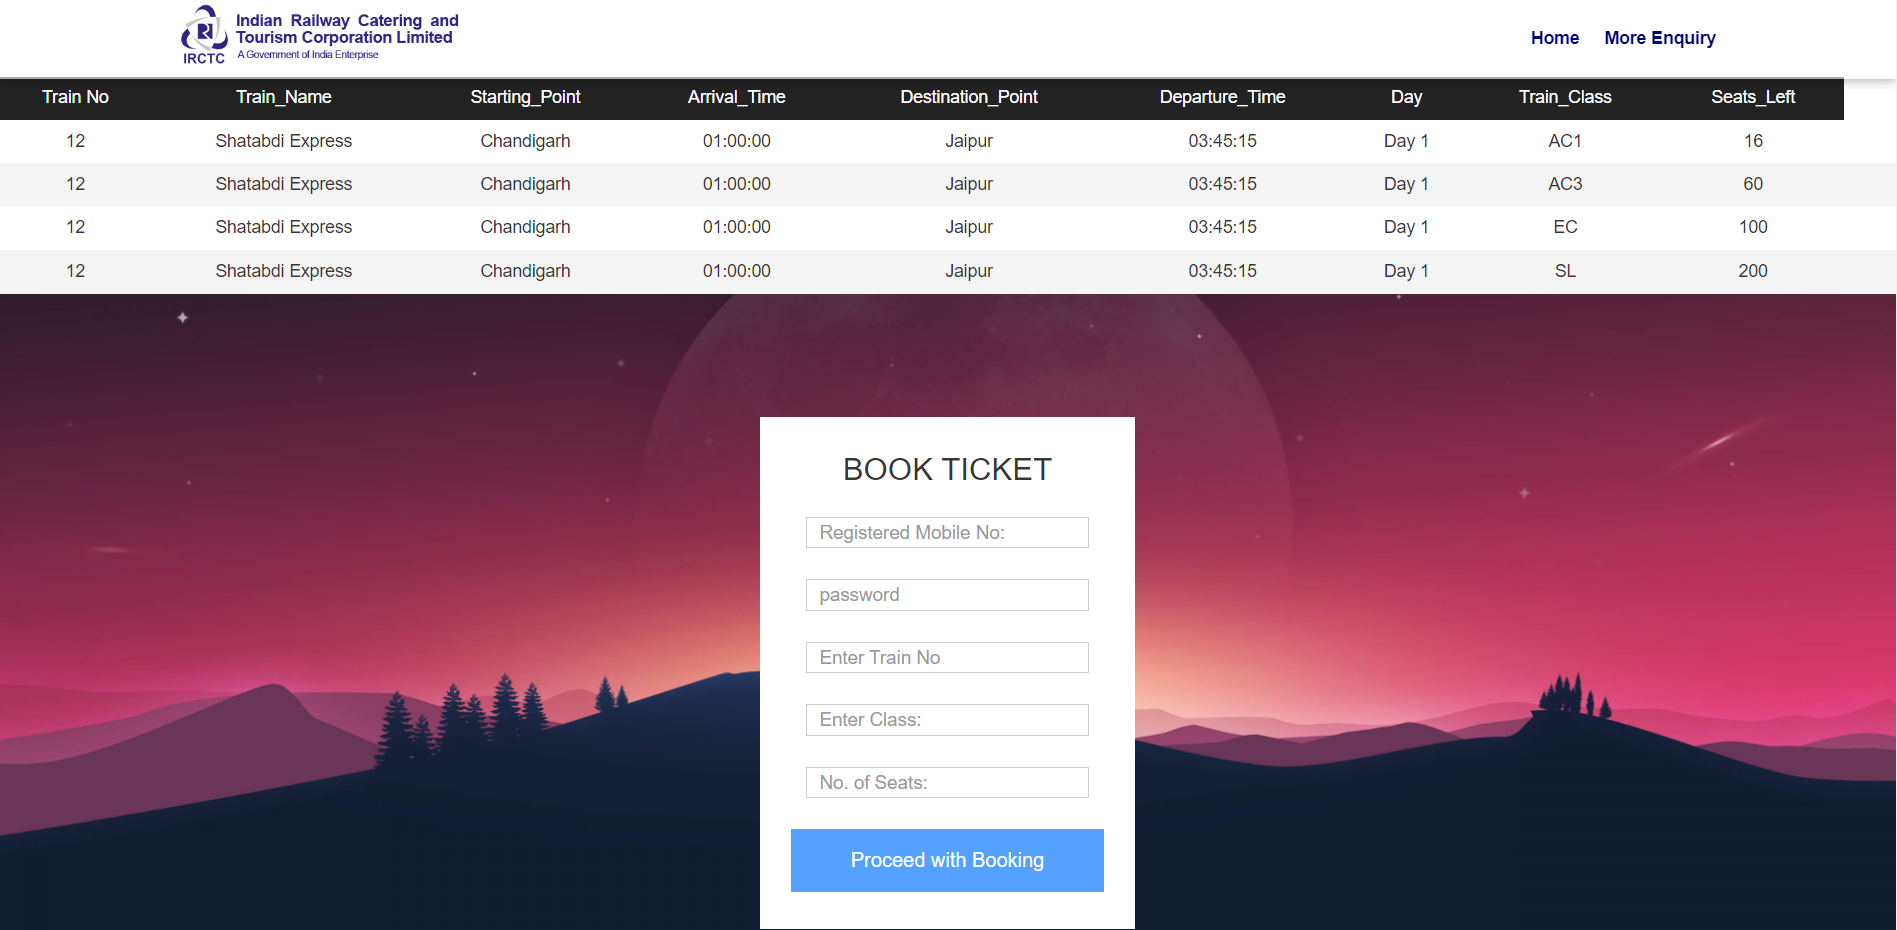 Indian Railway Catering and
Tourism Corporation Limited
A Government of India Enterprise
IRCTC
Home More Enquiry
Train No Train_Name Starting_Point Arrival_Time Destination_Point Departure_Time Day Train_Class Seats_Left
12 Shatabdi Express Chandigarh 01:00:00 Jaipur 03:45:15 Day 1 AC1 16
12 Shatabdi Express Chandigarh 01:00:00 Jaipur 03:45:15 Day 1 AC3 60
12 Shatabdi Express Chandigarh 01:00:00 Jaipur 03:45:15 Day 1 EC 100
12 Shatabdi Express Chandigarh 01:00:00 Jaipur 03:45:15 Day 1 SL 200
BOOK TICKET
Registered Mobile No:
password
Enter Train No
Enter Class:
No. of Seats:
Proceed with Booking